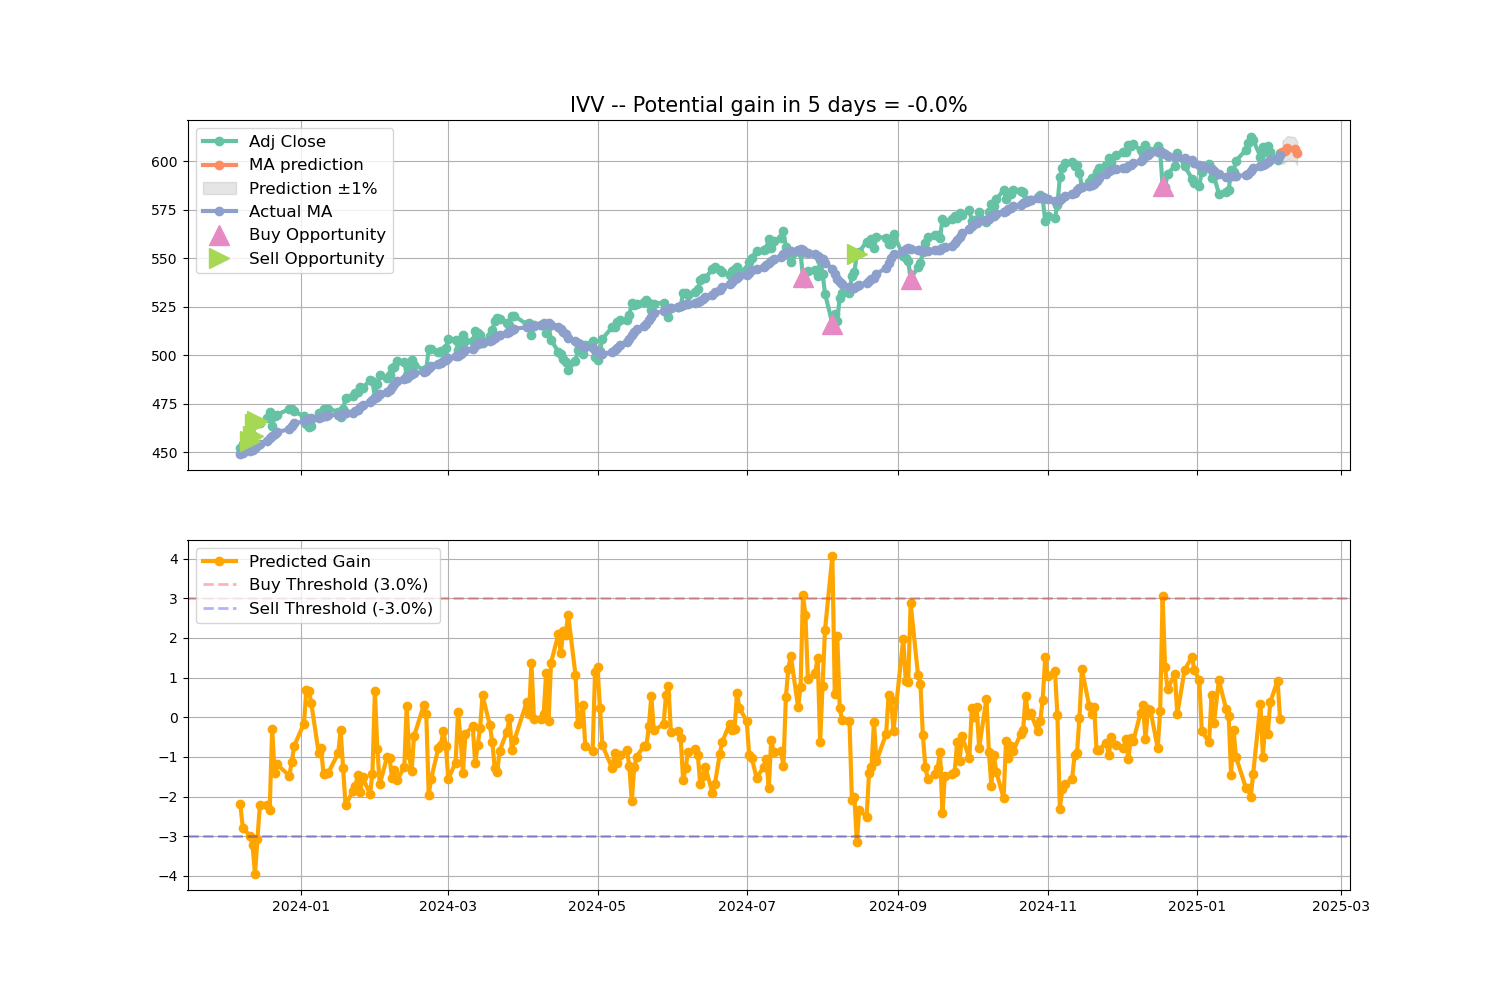 IVV -- Potential gain in 5 days = -0.0%
Adj Close
MA prediction
Prediction ±1%
Actual MA
Buy Opportunity
Sell Opportunity
600
575
550
525
500
475
450
Predicted Gain
Buy Threshold (3.0%)
Sell Threshold (-3.0%)
4
3
2
1
0
−1
−2
−3
−4
2024-01
2024-03
2024-05
2024-07
2024-09
2024-11
2025-01
2025-03